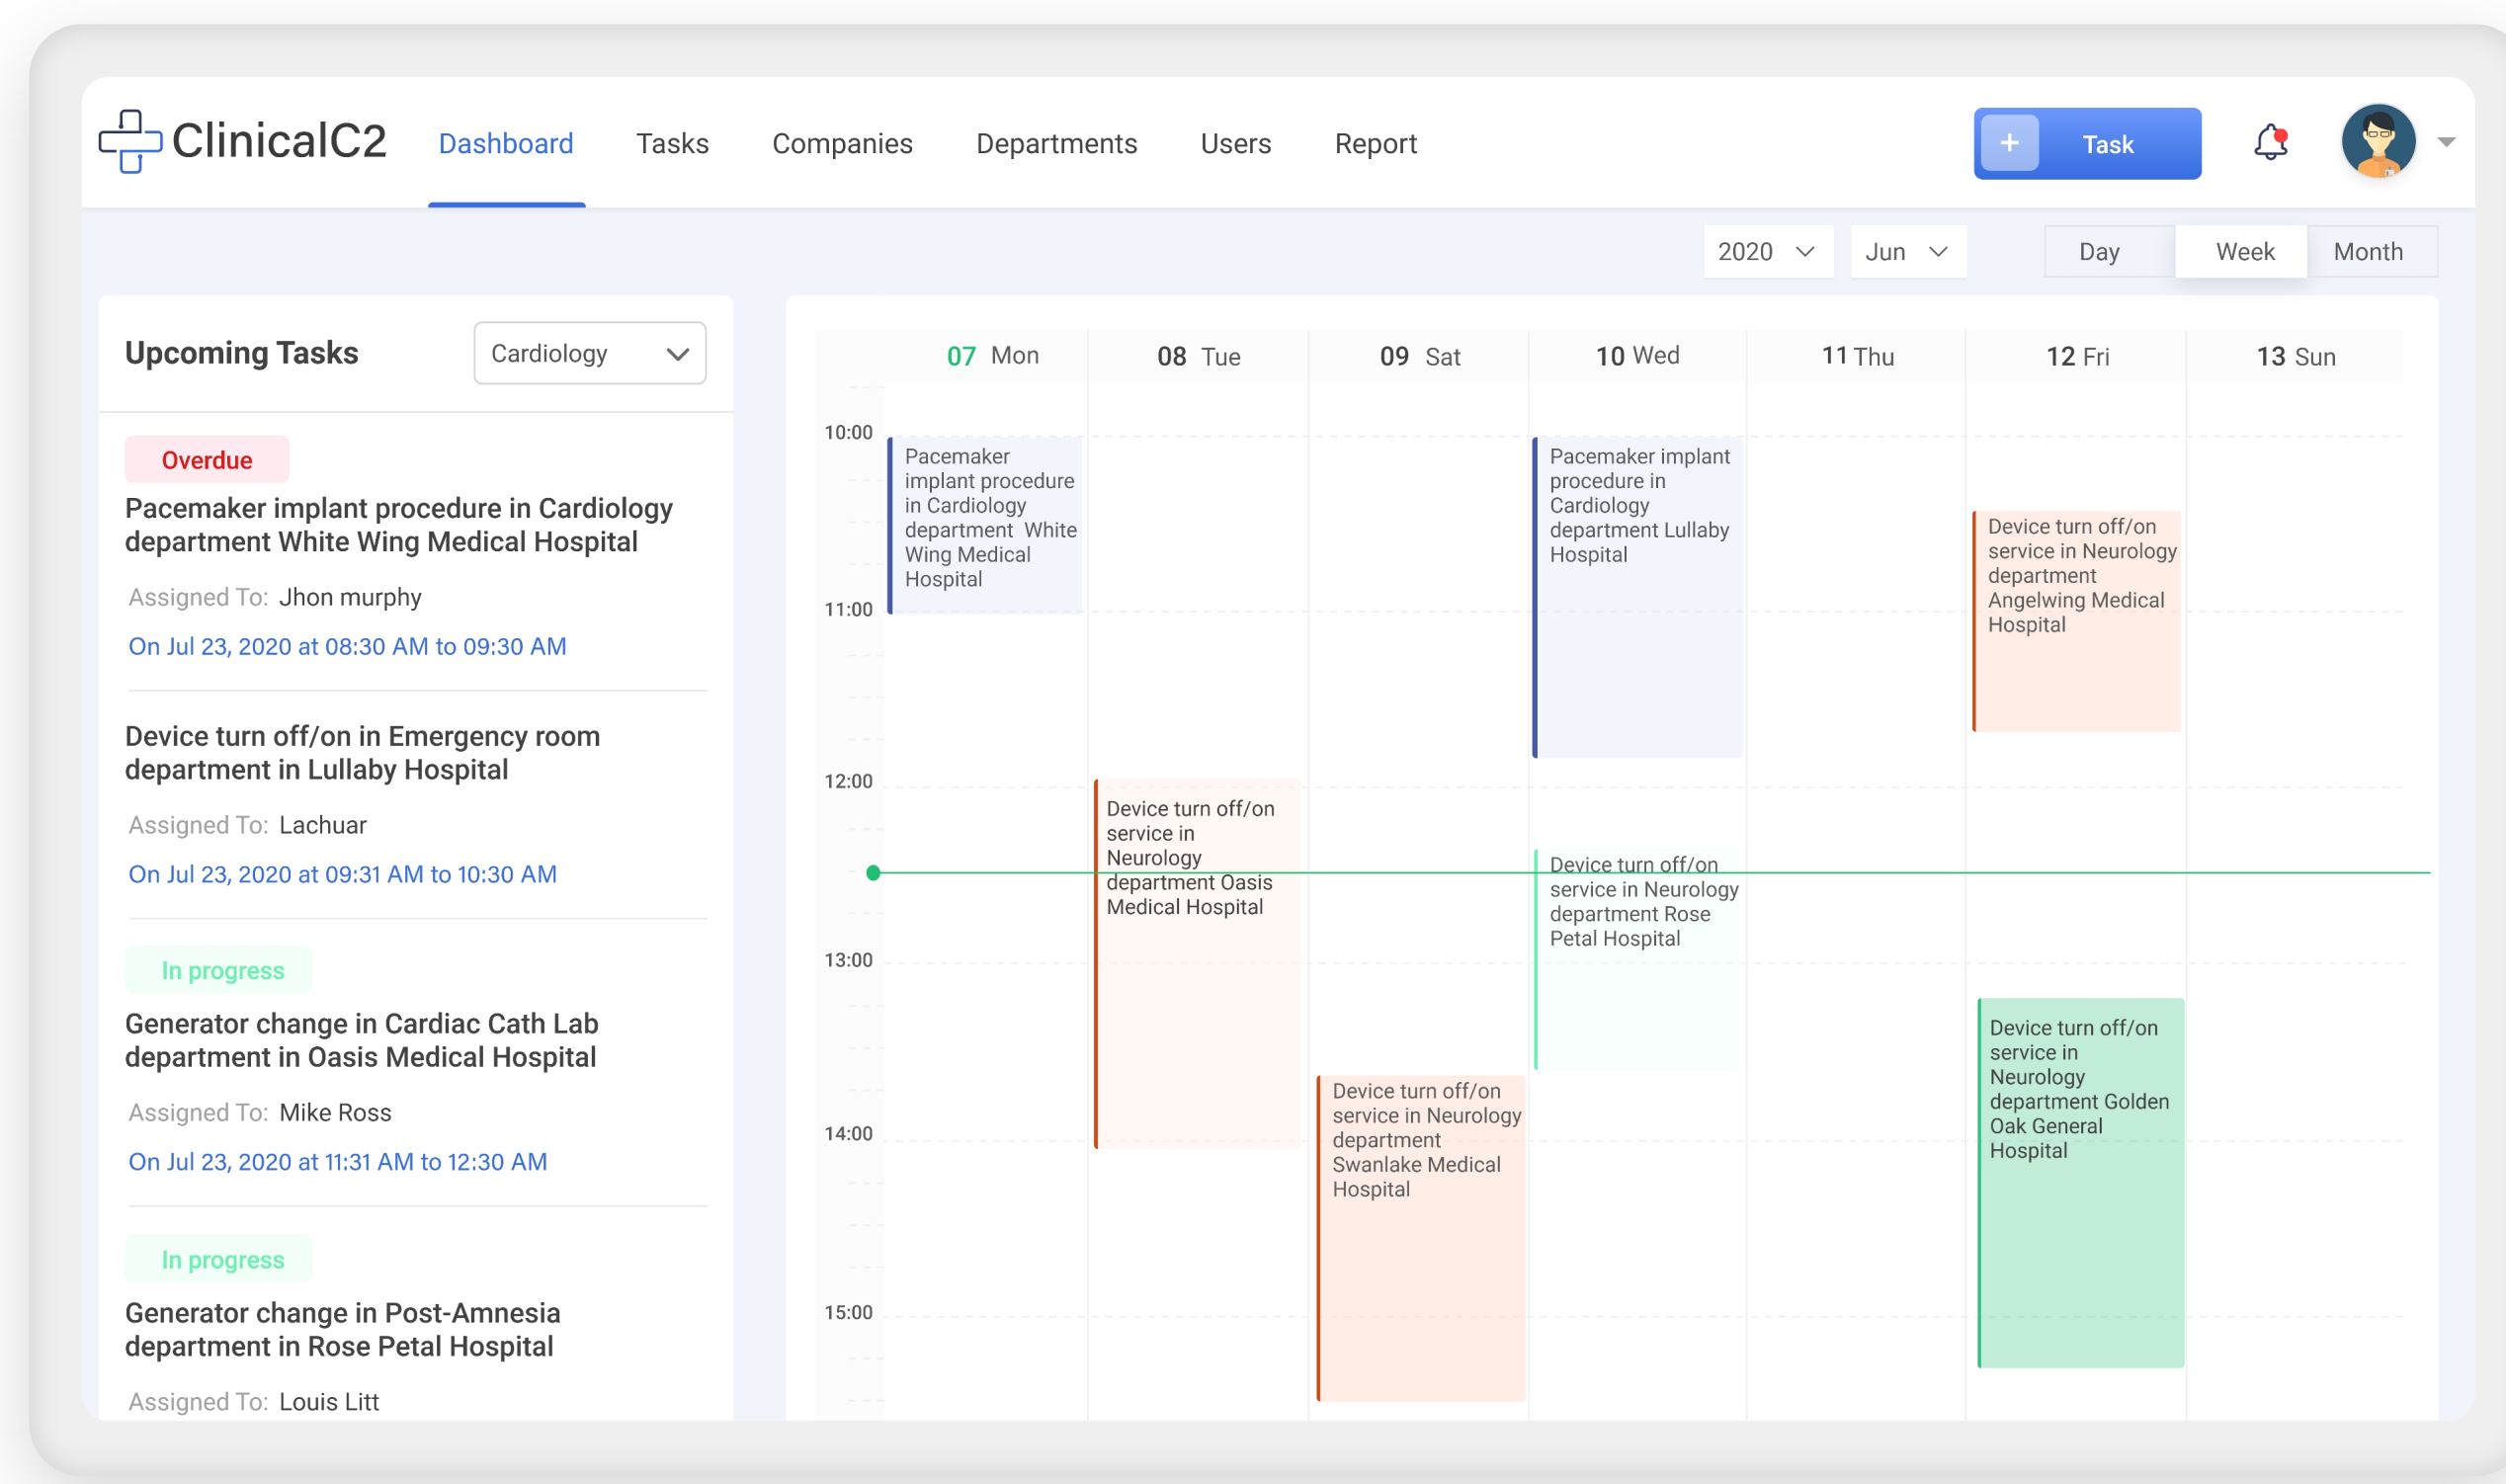 ClinicalC2
Dashboard
Tasks
Companies
Departments
Users
Report
+ Task
2020
Jun
Day
Week
Month
Upcoming Tasks
Cardiology
Overdue
Pacemaker implant procedure in Cardiology
department White Wing Medical Hospital
Assigned To: Jhon murphy
On Jul 23, 2020 at 08:30 AM to 09:30 AM
Device turn off/on in Emergency room
department in Lullaby Hospital
Assigned To: Lachuar
On Jul 23, 2020 at 09:31 AM to 10:30 AM
In progress
Generator change in Cardiac Cath Lab
department in Oasis Medical Hospital
Assigned To: Mike Ross
On Jul 23, 2020 at 11:31 AM to 12:30 AM
In progress
Generator change in Post-Amnesia
department in Rose Petal Hospital
Assigned To: Louis Litt
07 Mon
08 Tue
09 Sat
10 Wed
11 Thu
12 Fri
13 Sun
10:00
11:00
12:00
13:00
14:00
15:00
Pacemaker
implant procedure
in Cardiology
department White
Wing Medical
Hospital
Device turn off/on
service in
Neurology
department Oasis
Medical Hospital
Device turn off/on
service in Neurology
department
Swanlake Medical
Hospital
Pacemaker implant
procedure in
Cardiology
department Lullaby
Hospital
Device turn off/on
service in Neurology
department Rose
Petal Hospital
Device turn off/on
service in Neurology
department
Angelwing Medical
Hospital
Device turn off/on
service in
Neurology
department Golden
Oak General
Hospital